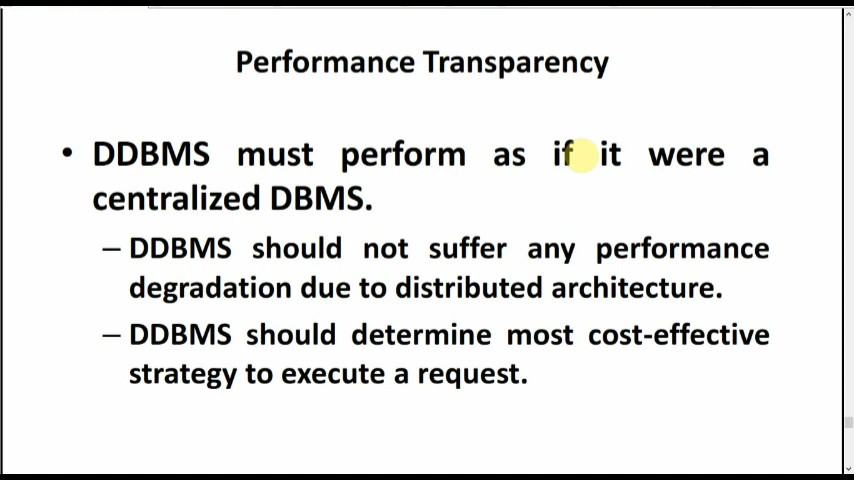 Performance Transparency
• DDBMS must perform as if it were a
centralized DBMS.
– DDBMS should not suffer any performance
degradation due to distributed architecture.
– DDBMS should determine most cost-effective
strategy to execute a request.